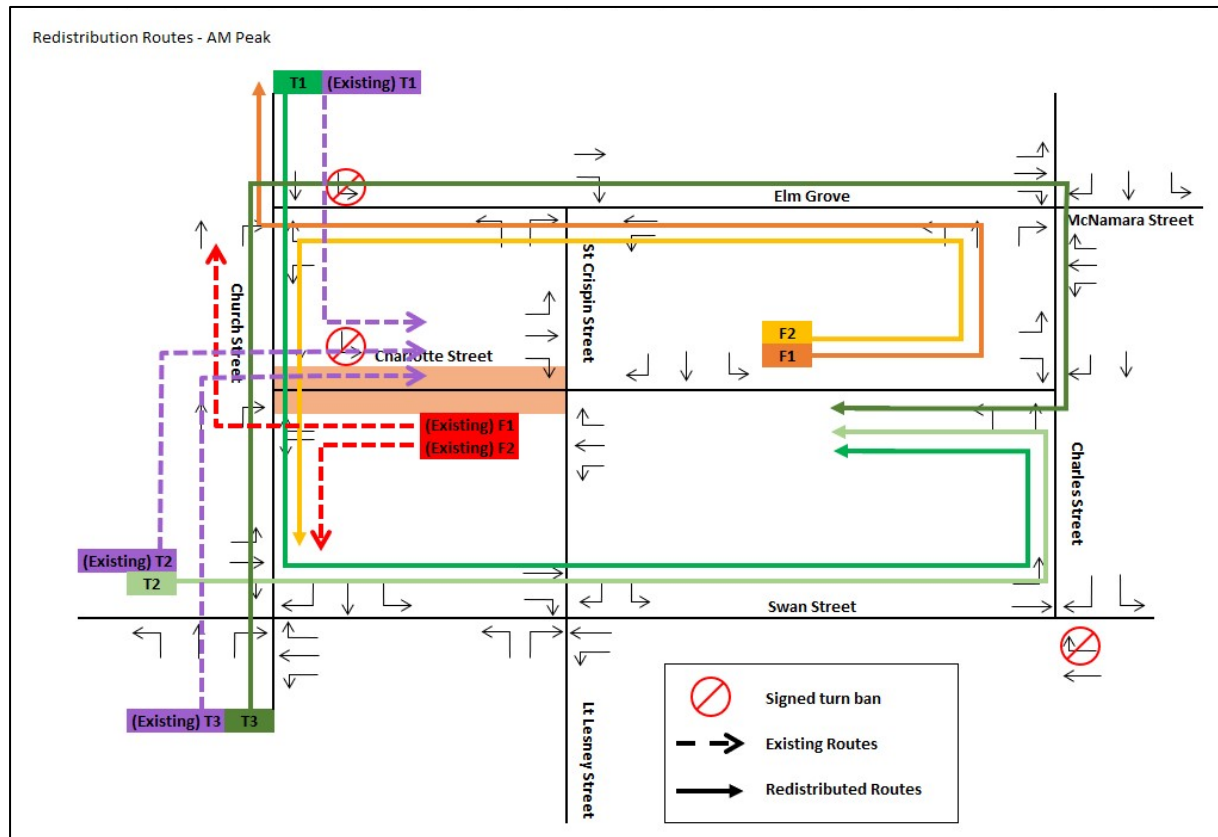 Redistribution Routes - AM Peak
T1 (Existing) T1
Elm Grove
McNamara Street
St Crispin Street
Church Street
F2
F1
Charlotte Street
(Existing) F1
(Existing) F2
Charles Street
(Existing) T2
T2
Swan Street
(Existing) T3 T3
Lt Lesney Street
Signed turn ban
Existing Routes
Redistributed Routes